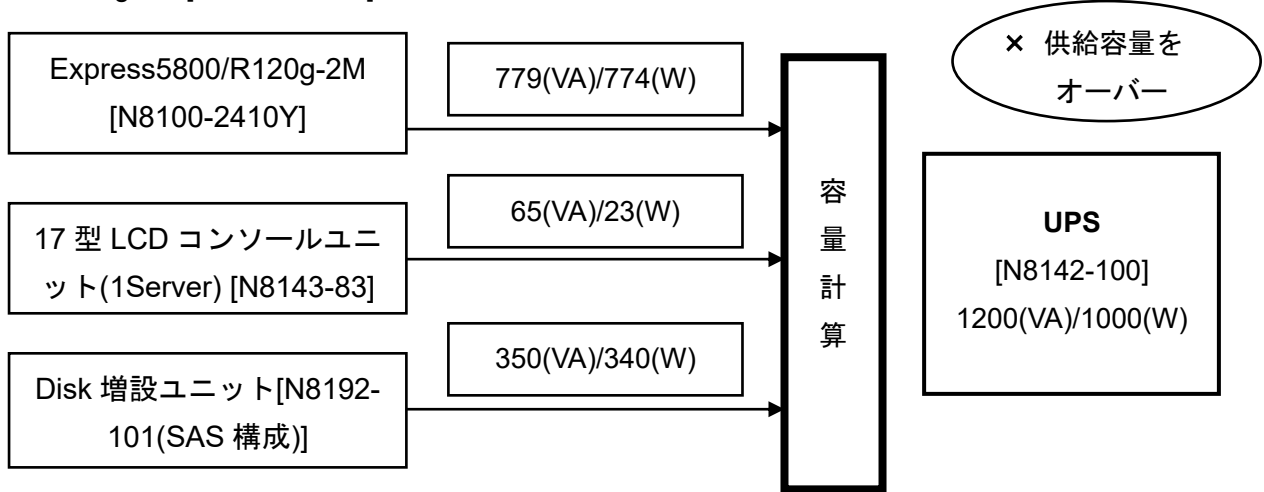 Express5800/R120g-2M
[N8100-2410Y]
779(VA)/774(W)
× 供給容量を
オーバー
17 型 LCD コンソールユニ
ット(1Server) [N8143-83]
65(VA)/23(W)
容
量
計
算
UPS
[N8142-100]
1200(VA)/1000(W)
Disk 増設ユニット[N8192-
101(SAS 構成)]
350(VA)/340(W)